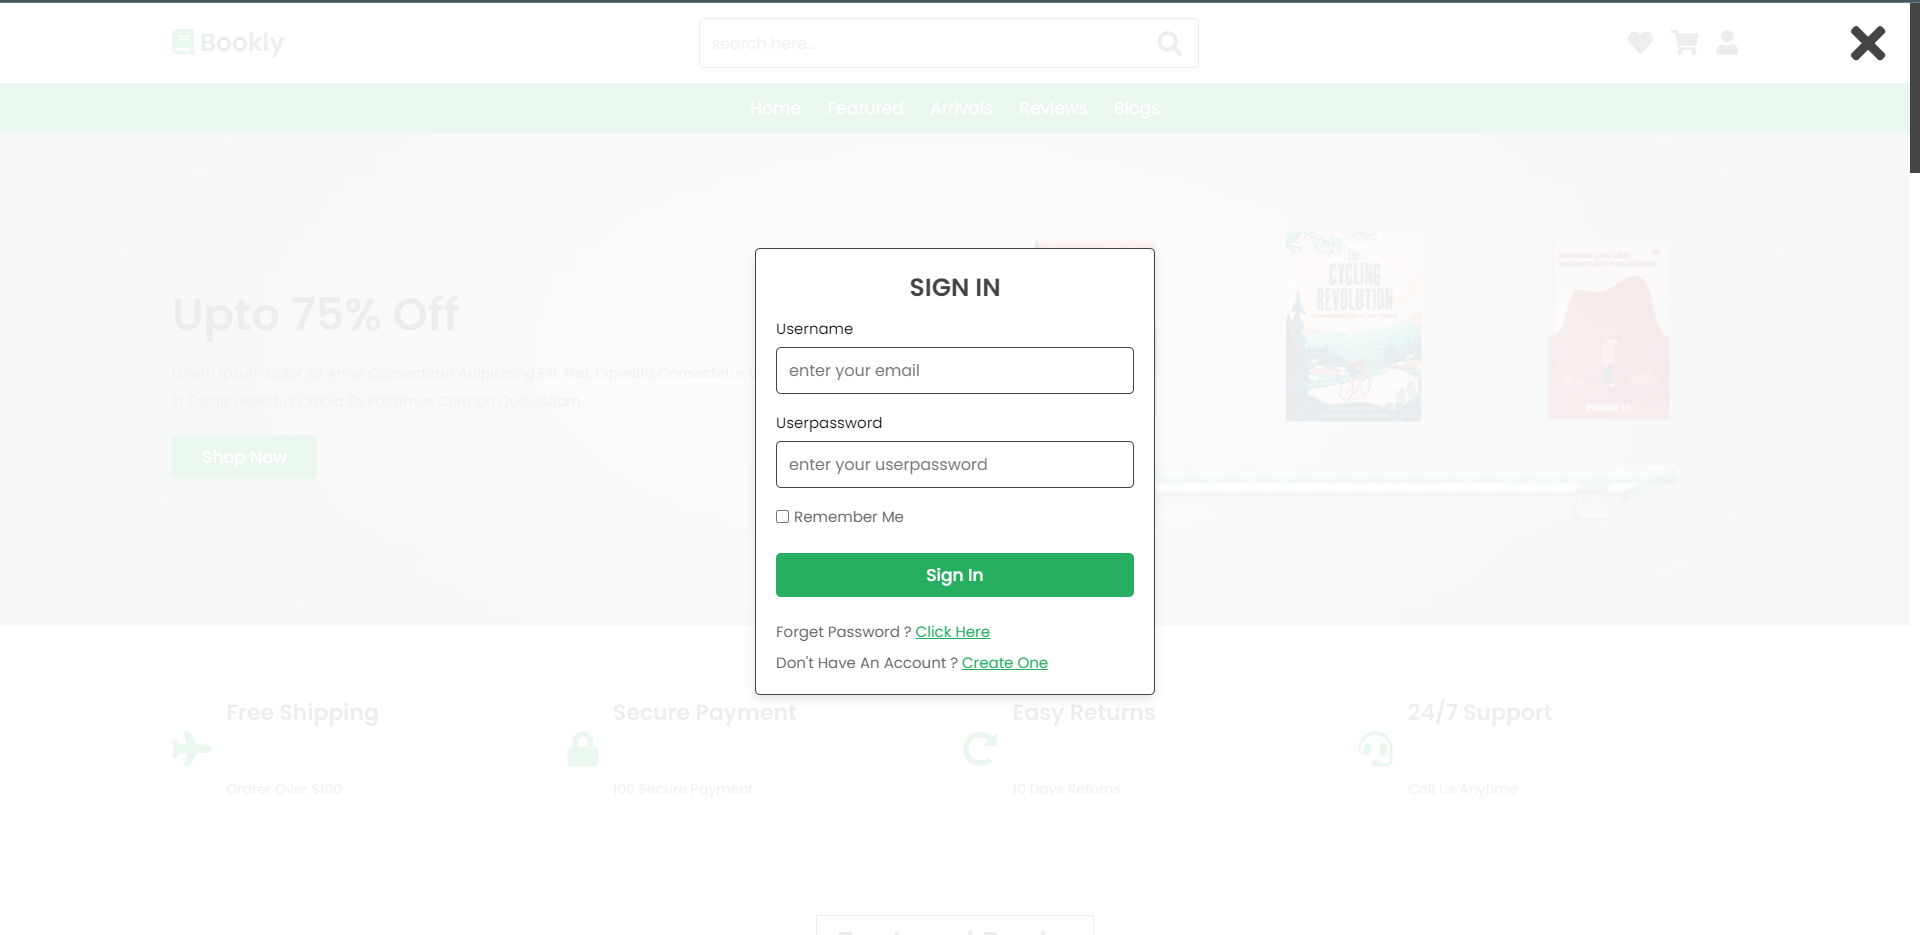 Bookly
search here...
Home Featured Arrivals Reviews Blogs
SIGN IN
Username
enter your email
Userpassword
enter your userpassword
Remember Me
Sign In
Forget Password ? Click Here
Don't Have An Account ? Create One
Upto 75% Off
Lorem Ipsum Dolor Sit Amet Consectetur Adipisicing Elit. Nisi, Expedita Consectetur
Et Facilis Delectus Officia Ea Possimus Corrupti Quibusdam.
Shop Now
THE
CYCLING
REVOLUTION
Free Shipping
Ordrer Over $100
Secure Payment
100 Secure Payment
Easy Returns
10 Days Returns
24/7 Support
Call Us Anytime